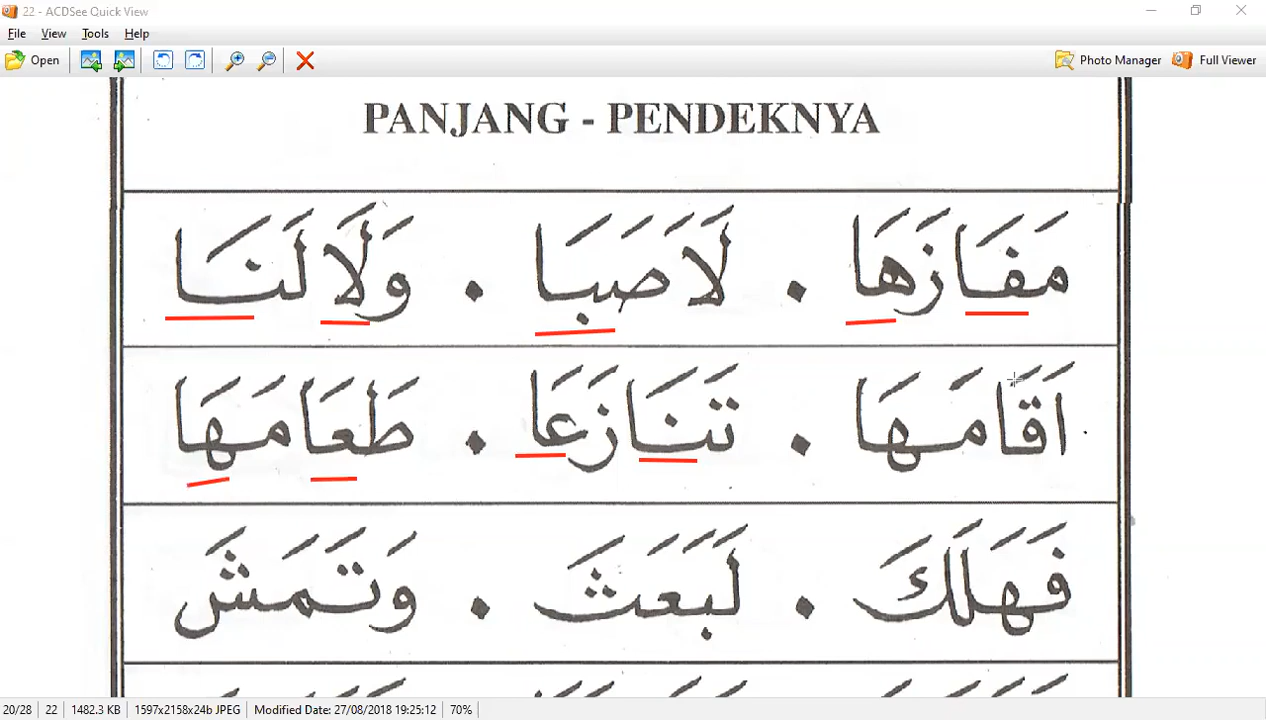 22 - ACDSee Quick View
File View Tools Help
Open Photo Manager Full Viewer
PANJANG - PENDEKNYA
مَفَازَهَا • لَاصَبَا • وَلَا لَنَا
اَقَامَهَا • تَنَازَعَا • طَعَامَهَا
فَهَلَكَ • لَبَعَثَ • وَتَمَشَ
20/28 22 1482.3 KB 1597x2158x24b JPEG Modified Date: 27/08/2018 19:25:12 70%